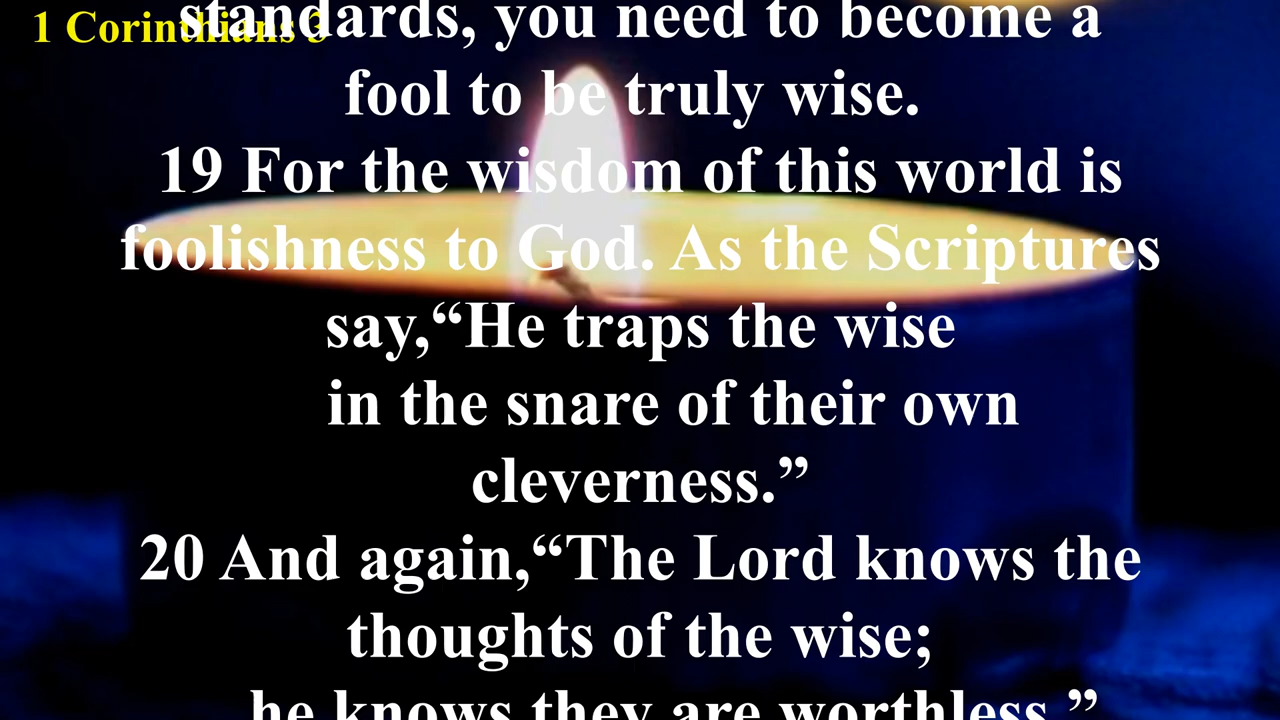 1 Corinthians 3
standards, you need to become a
fool to be truly wise.
19 For the wisdom of this world is
foolishness to God. As the Scriptures
say,“He traps the wise
in the snare of their own
cleverness.”
20 And again,“The Lord knows the
thoughts of the wise;
he knows they are worthless.”